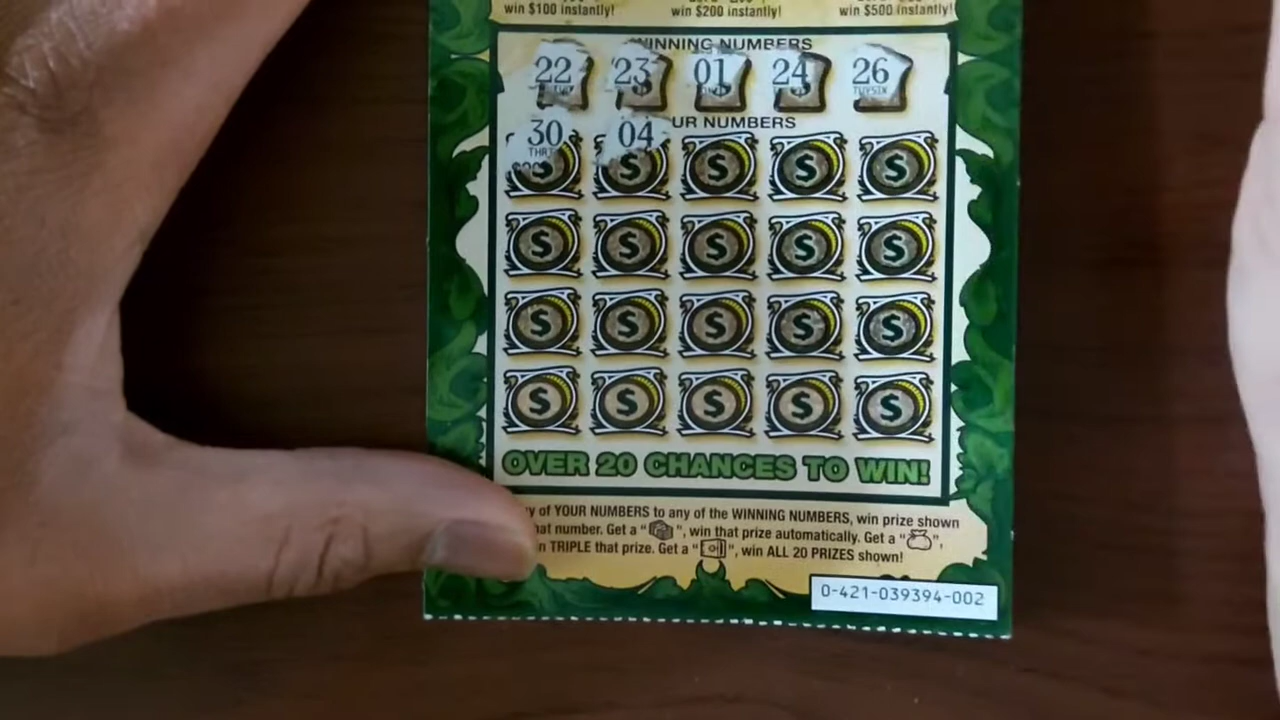 win $100 instantly! win $200 instantly! win $500 instantly!
WINNING NUMBERS
22 23 01 24 26
TWYSIX
UR NUMBERS
30 04
THRT
$ $ $ $ $
$ $ $ $ $
$ $ $ $ $
$ $ $ $ $
OVER 20 CHANCES TO WIN!
y of YOUR NUMBERS to any of the WINNING NUMBERS, win prize shown
hat number. Get a " ", win that prize automatically. Get a " ",
n TRIPLE that prize. Get a " ", win ALL 20 PRIZES shown!
0-421-039394-002